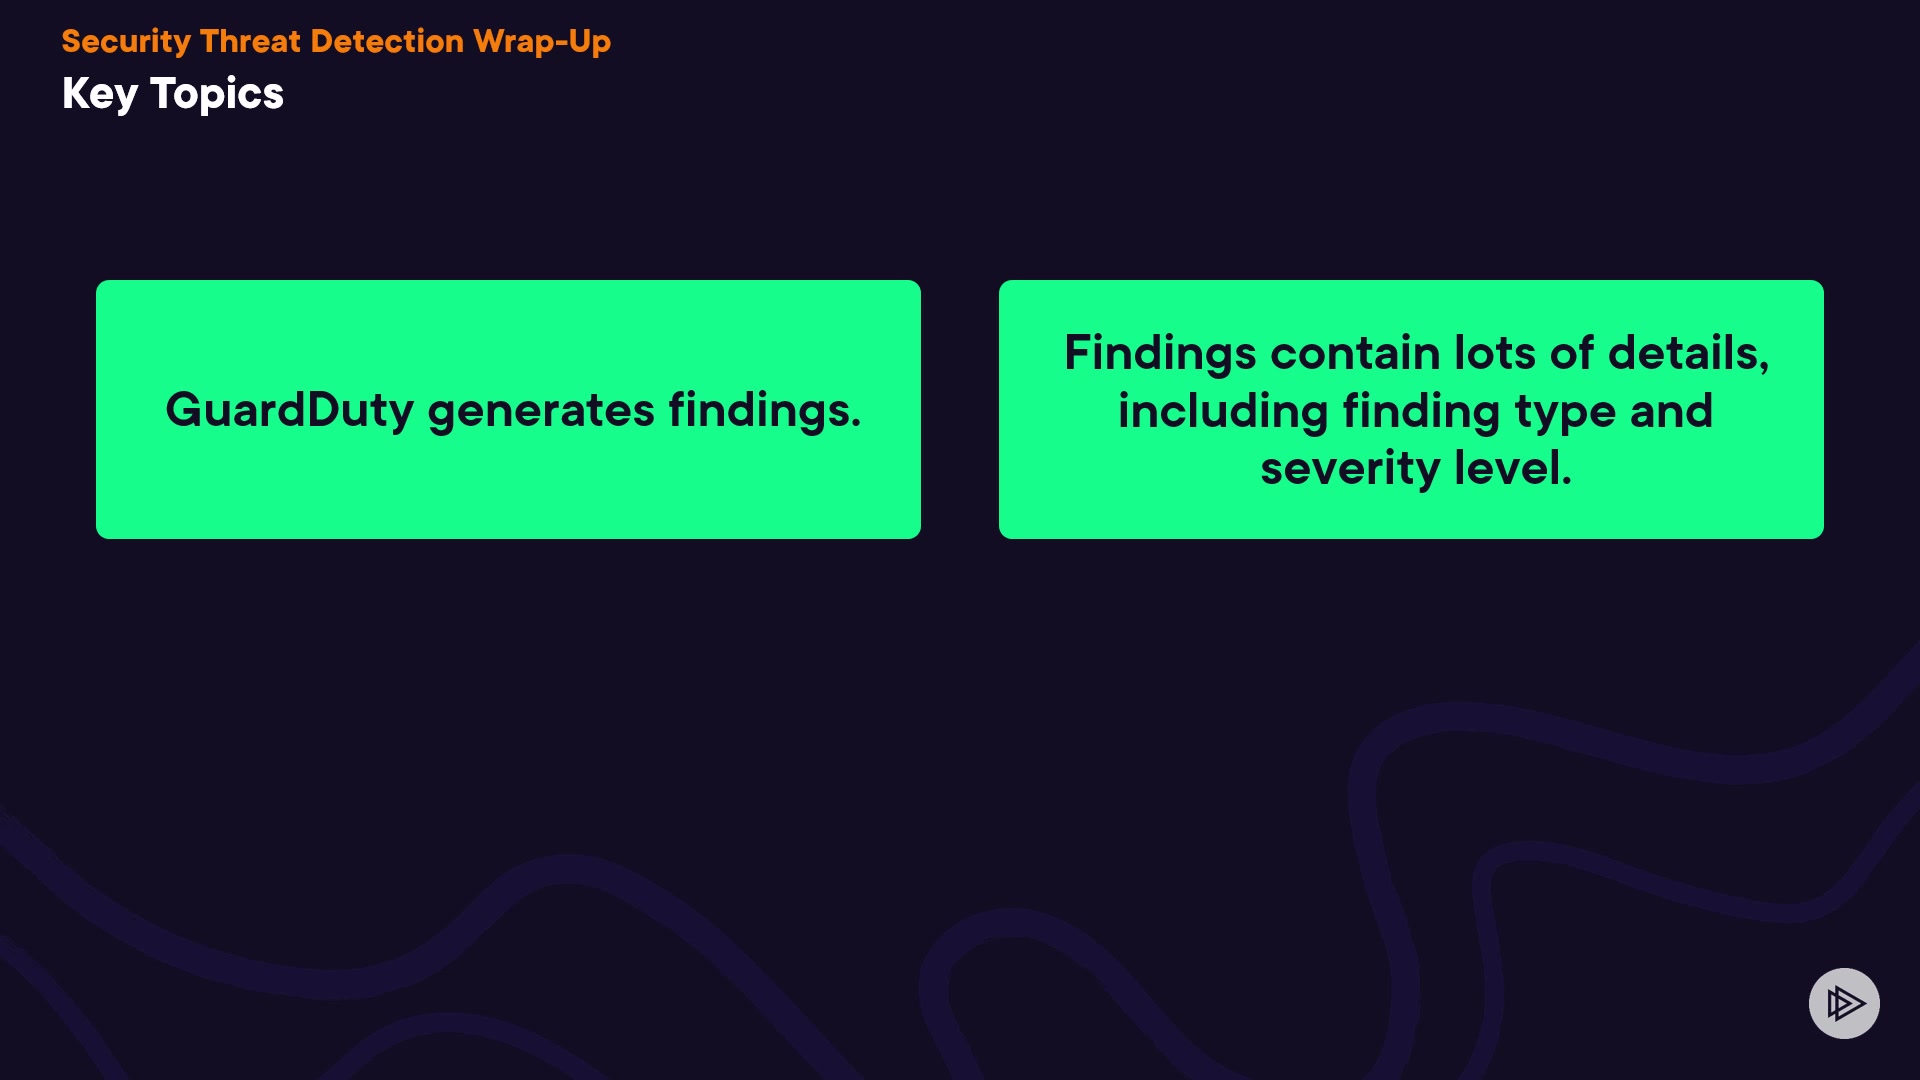 Security Threat Detection Wrap-Up
Key Topics
GuardDuty generates findings.
Findings contain lots of details,
including finding type and
severity level.